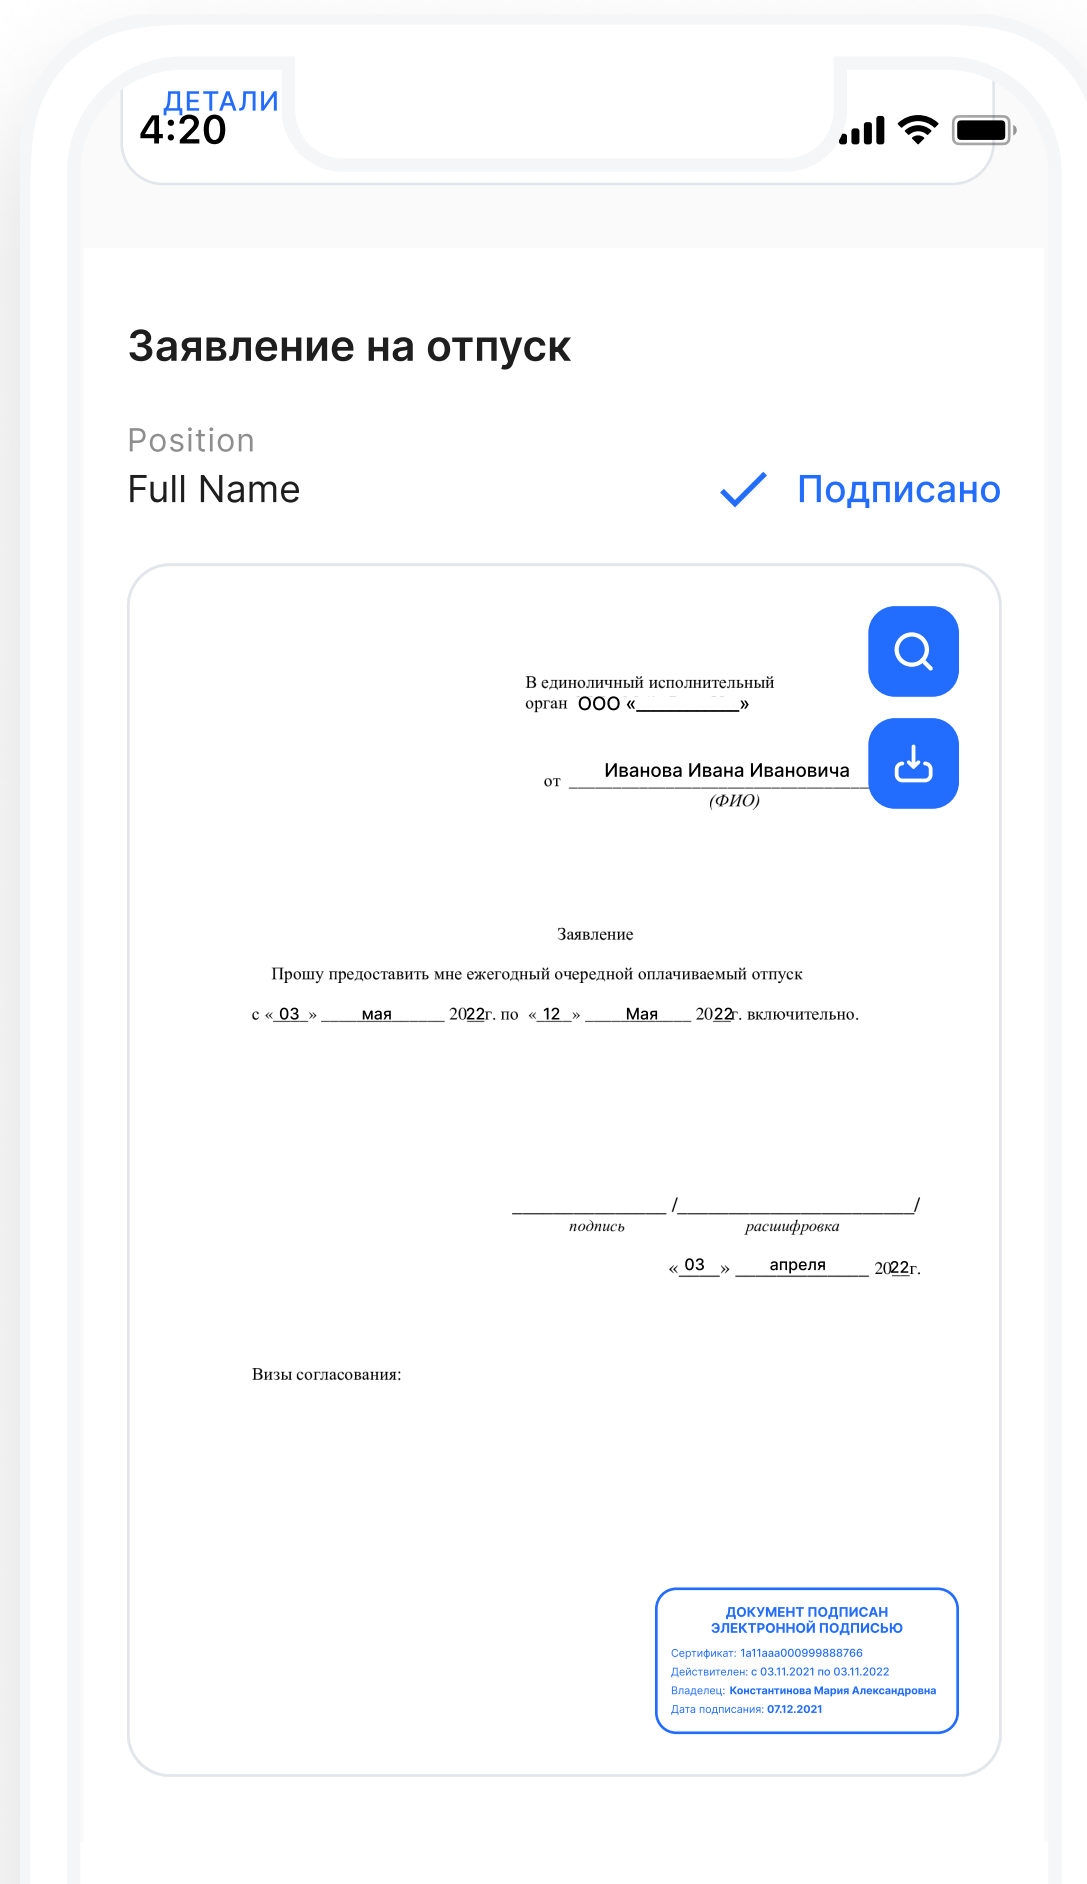 ДЕТАЛИ
4:20
Заявление на отпуск
Position
Full Name
Подписано
В единоличный исполнительный
орган ООО «___________»
от Иванова Ивана Ивановича
(ФИО)
Заявление
Прошу предоставить мне ежегодный очередной оплачиваемый отпуск
с «03» мая 2022г. по «12» Мая 2022г. включительно.
_______________ /_______________________/
подпись расшифровка
«03» апреля 2022г.
Визы согласования:
ДОКУМЕНТ ПОДПИСАН
ЭЛЕКТРОННОЙ ПОДПИСЬЮ
Сертификат: 1a11aaa000999888766
Действителен: с 03.11.2021 по 03.11.2022
Владелец: Константинова Мария Александровна
Дата подписания: 07.12.2021